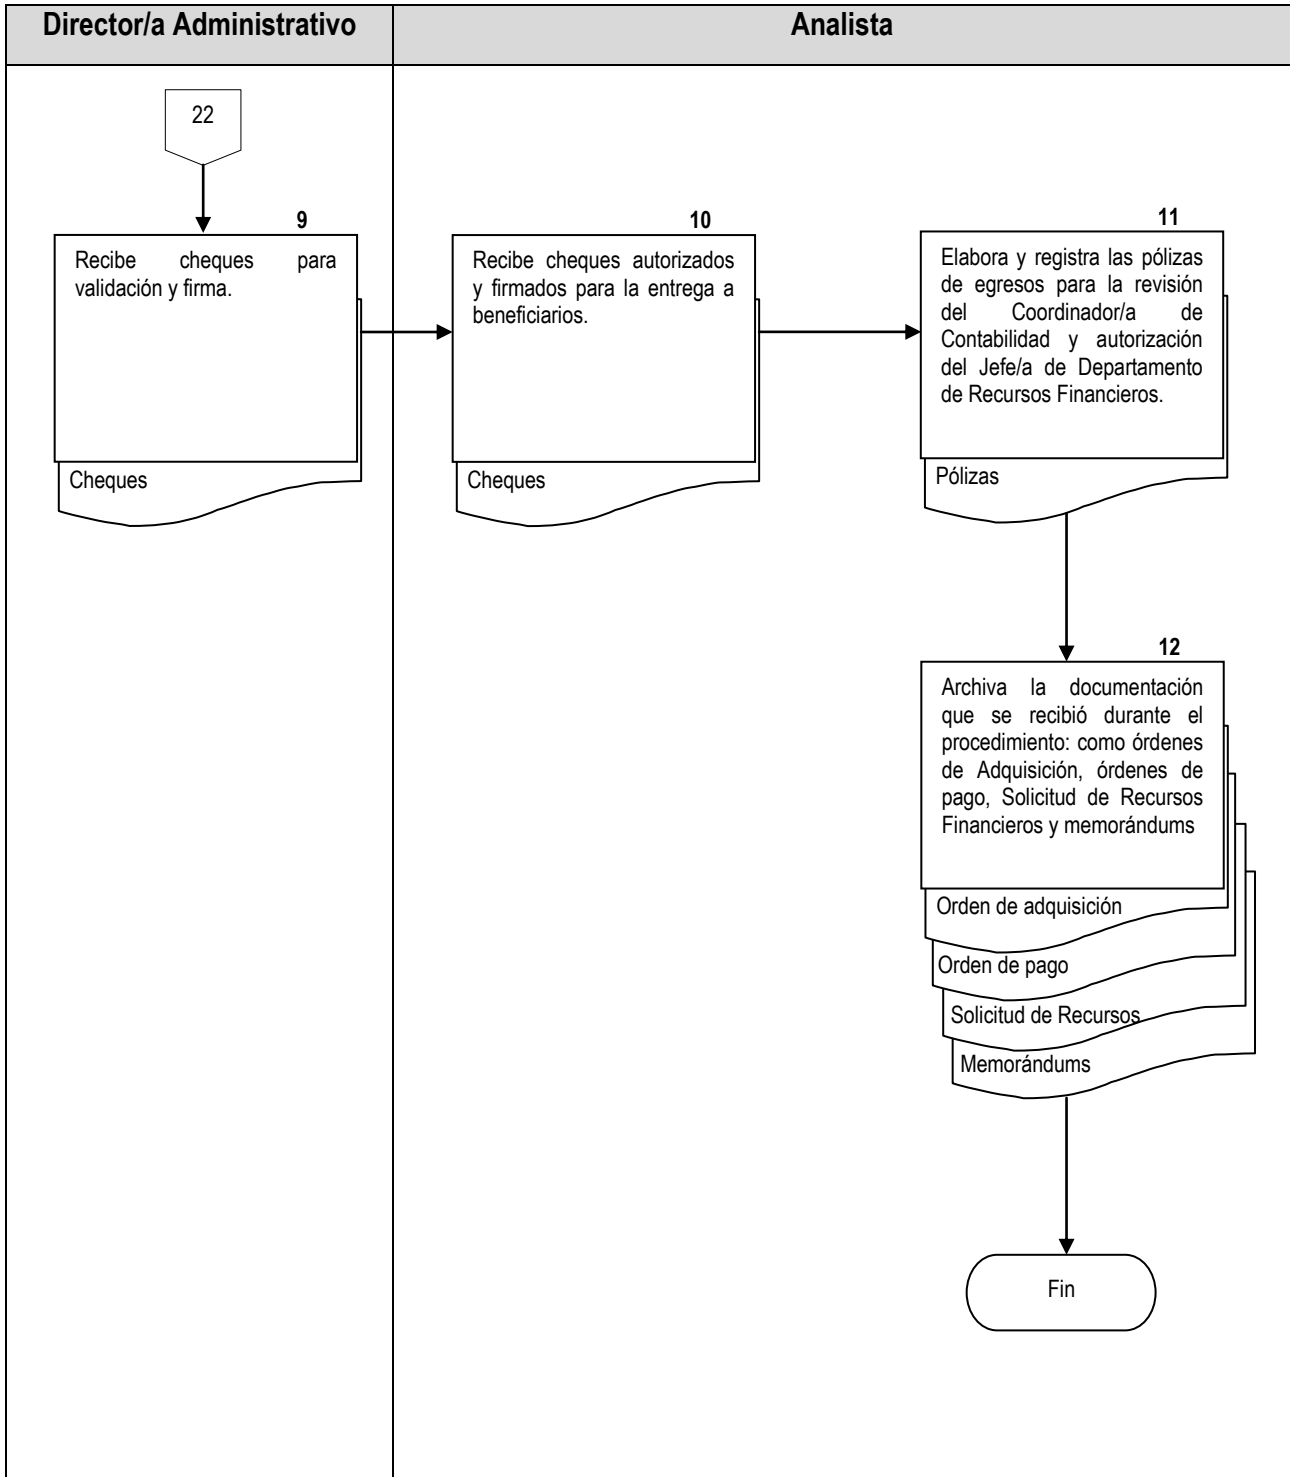 Director/a Administrativo
Analista
22
9
Recibe cheques para
validación y firma.
Cheques
10
Recibe cheques autorizados
y firmados para la entrega a
beneficiarios.
Cheques
11
Elabora y registra las pólizas
de egresos para la revisión
del Coordinador/a de
Contabilidad y autorización
del Jefe/a de Departamento
de Recursos Financieros.
Pólizas
12
Archiva la documentación
que se recibió durante el
procedimiento: como órdenes
de Adquisición, órdenes de
pago, Solicitud de Recursos
Financieros y memorándums
Orden de adquisición
Orden de pago
Solicitud de Recursos
Memorándums
Fin